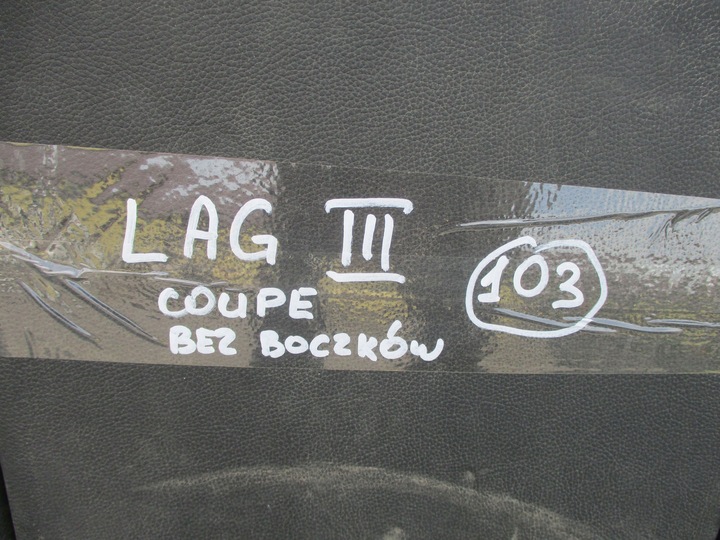 LAG III
COUPE
BEZ BOCZKÓW
103